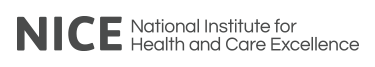 NICE National Institute for
Health and Care Excellence